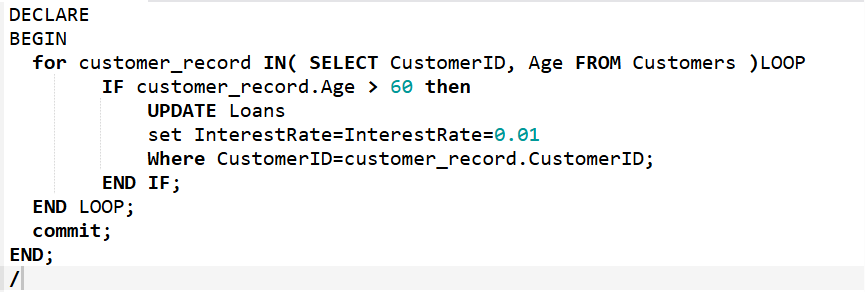 DECLARE
BEGIN
for customer_record IN( SELECT CustomerID, Age FROM Customers )LOOP
IF customer_record.Age > 60 then
UPDATE Loans
set InterestRate=InterestRate=0.01
Where CustomerID=customer_record.CustomerID;
END IF;
END LOOP;
commit;
END;
/